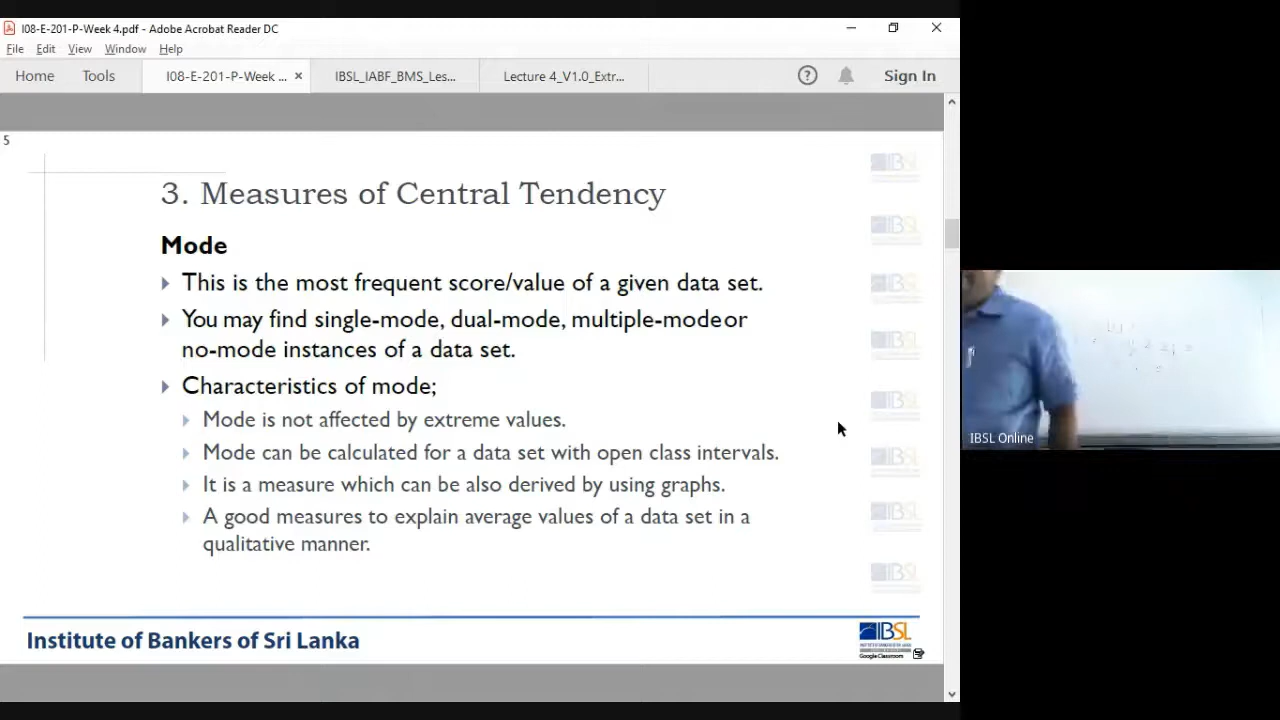 I08-E-201-P-Week 4.pdf - Adobe Acrobat Reader DC
File Edit View Window Help
Home Tools I08-E-201-P-Week ... × IBSL_IABF_BMS_Les... Lecture 4_V1.0_Extr... ? Sign In
5
3. Measures of Central Tendency
Mode
This is the most frequent score/value of a given data set.
You may find single-mode, dual-mode, multiple-mode or
no-mode instances of a data set.
Characteristics of mode;
Mode is not affected by extreme values.
Mode can be calculated for a data set with open class intervals.
It is a measure which can be also derived by using graphs.
A good measures to explain average values of a data set in a
qualitative manner.
IBSL Online
Institute of Bankers of Sri Lanka
IBSL
Google Classroom